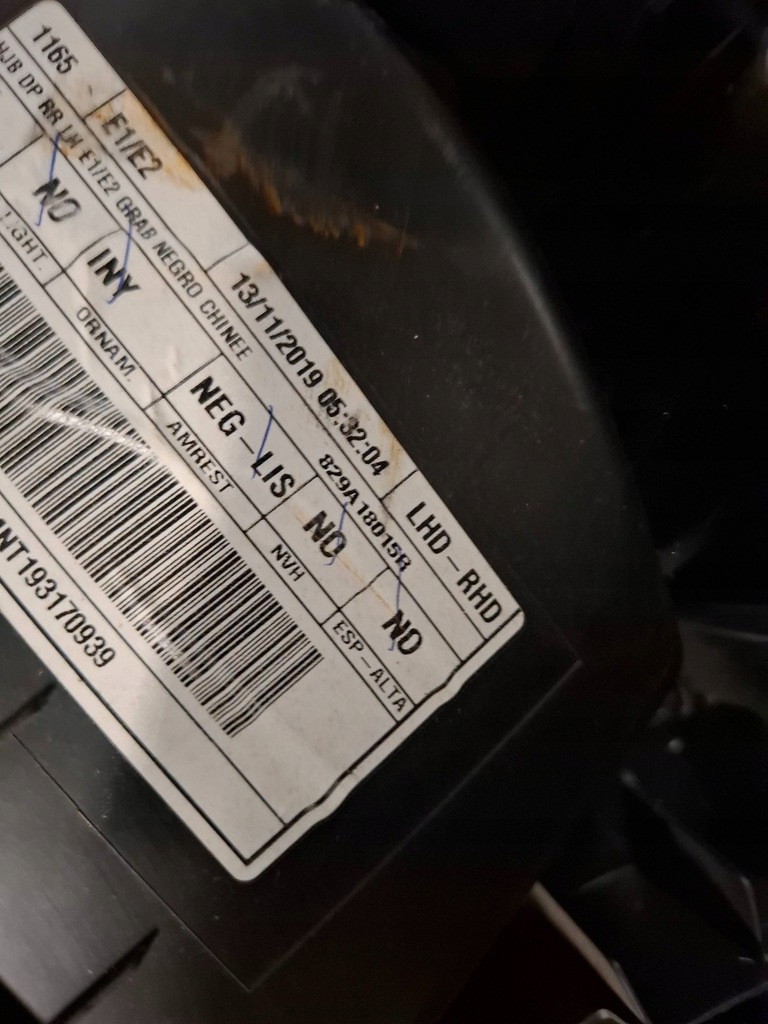 1165 E1/E2 13/11/2019 05:32:04 LHD-RHD
HJB DP RR LH E1/E2 GRAB NEGRO CHINEE 829A18015R
NO INY NEG-LIS NO NO
LIGHT. ORNAM. AMREST NVH ESP-ALTA
NT193170939